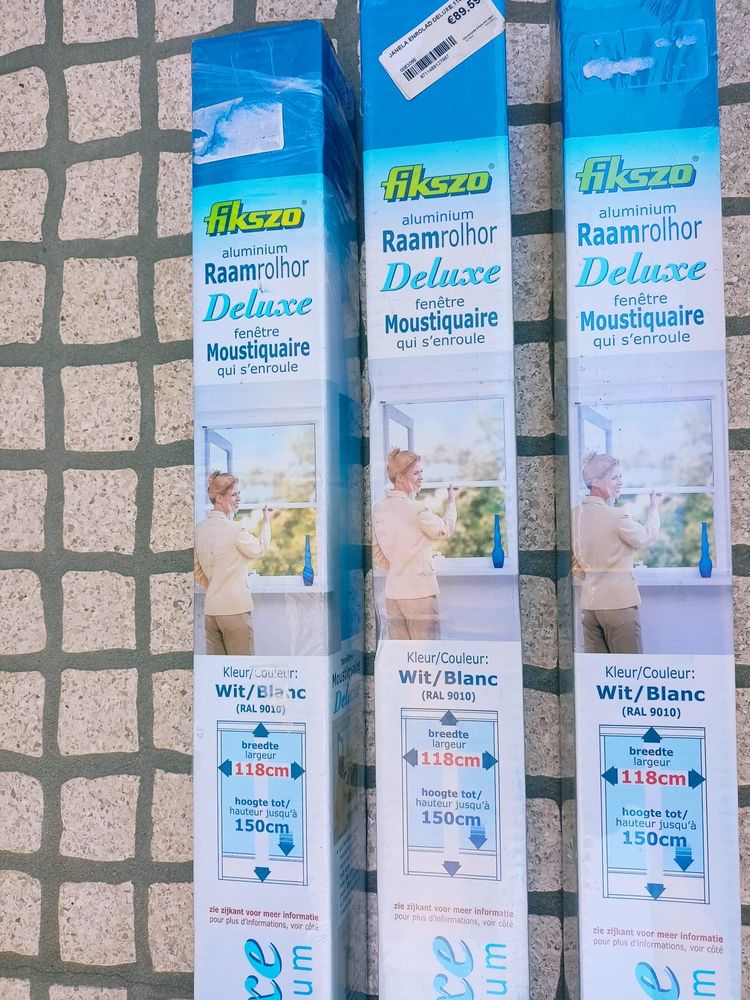 fikszo®
aluminium
Raamrolhor
Deluxe
fenêtre
Moustiquaire
qui s'enroule
Kleur/Couleur:
Wit/Blanc
(RAL 9010)
breedte
largeur
118cm
hoogte tot/
hauteur jusqu'à
150cm
zie zijkant voor meer informatie
pour plus d'informations, voir côté
Moustiquaire
JANELA ENROLAD DELUXE
€89.59
fikszo®
aluminium
Raamrolhor
Deluxe
fenêtre
Moustiquaire
qui s'enroule
Kleur/Couleur:
Wit/Blanc
(RAL 9010)
breedte
largeur
118cm
hoogte tot/
hauteur jusqu'à
150cm
zie zijkant voor meer informatie
pour plus d'informations, voir côté
fikszo®
aluminium
Raamrolhor
Deluxe
fenêtre
Moustiquaire
qui s'enroule
Kleur/Couleur:
Wit/Blanc
(RAL 9010)
breedte
largeur
118cm
hoogte tot/
hauteur jusqu'à
150cm
zie zijkant voor meer informatie
pour plus d'informations, voir côté